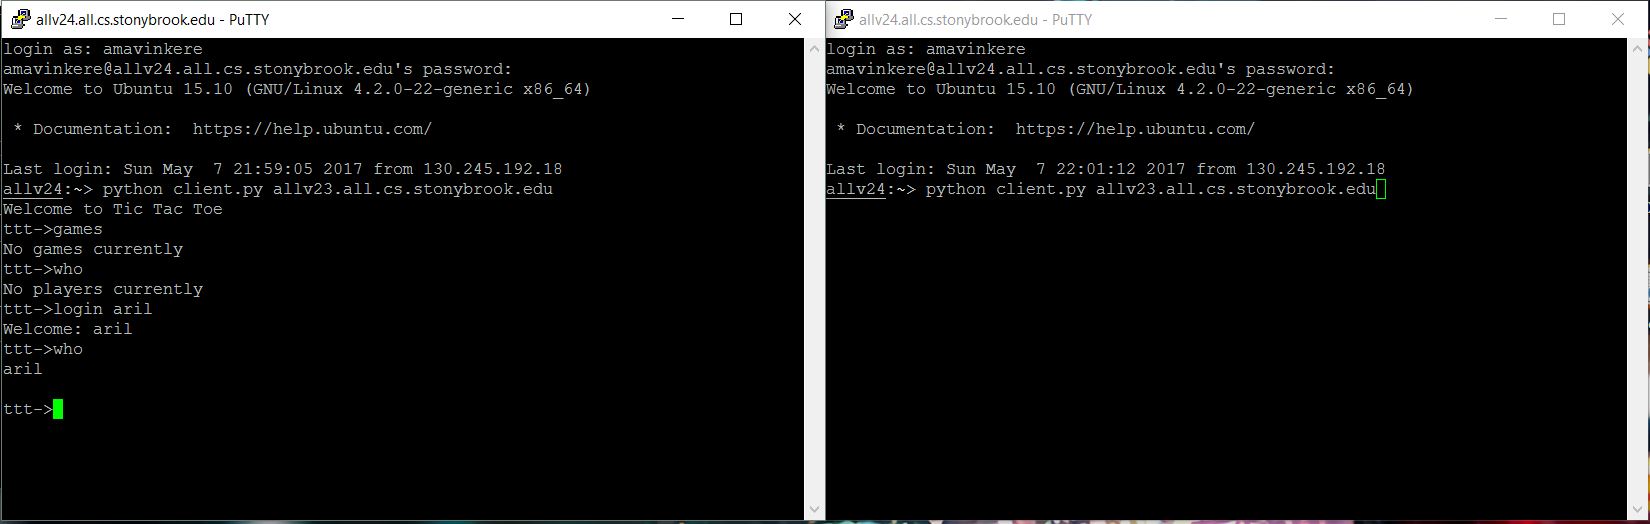 allv24.all.cs.stonybrook.edu - PuTTY
login as: amavinkere
amavinkere@allv24.all.cs.stonybrook.edu's password:
Welcome to Ubuntu 15.10 (GNU/Linux 4.2.0-22-generic x86_64)
* Documentation:  https://help.ubuntu.com/
Last login: Sun May  7 21:59:05 2017 from 130.245.192.18
allv24:~> python client.py allv23.all.cs.stonybrook.edu
Welcome to Tic Tac Toe
ttt->games
No games currently
ttt->who
No players currently
ttt->login aril
Welcome: aril
ttt->who
aril
ttt->
allv24.all.cs.stonybrook.edu - PuTTY
login as: amavinkere
amavinkere@allv24.all.cs.stonybrook.edu's password:
Welcome to Ubuntu 15.10 (GNU/Linux 4.2.0-22-generic x86_64)
* Documentation:  https://help.ubuntu.com/
Last login: Sun May  7 22:01:12 2017 from 130.245.192.18
allv24:~> python client.py allv23.all.cs.stonybrook.edu